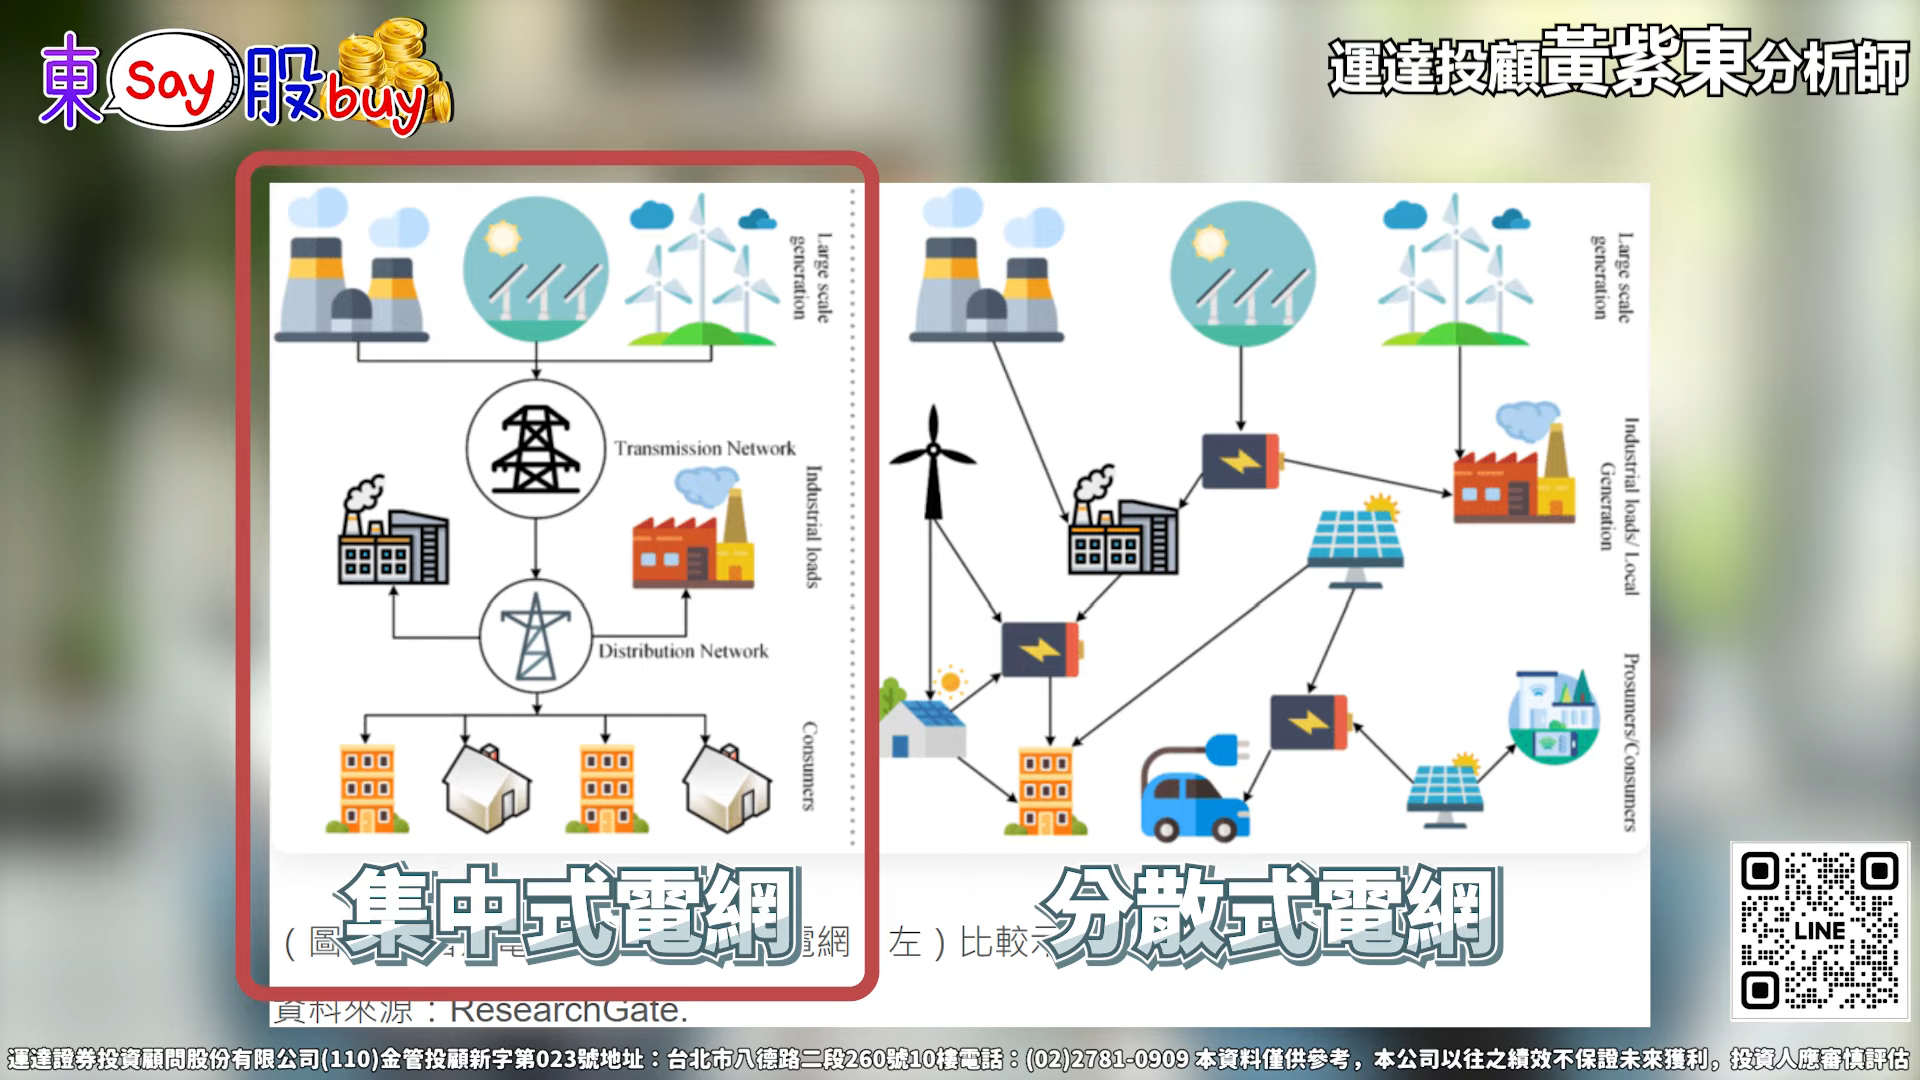 東Say股buy
運達投顧黃紫東分析師
Large scale generation
Large scale generation
Transmission Network
Industrial loads
Industrial loads/ Local Generation
Distribution Network
Consumers
Prosumers/Consumers
集中式電網
分散式電網
(圖
電網
左)比較
資料來源:ResearchGate.
LINE
運達證券投資顧問股份有限公司(110)金管投顧新字第023號地址:台北市八德路二段260號10樓電話:(02)2781-0909 本資料僅供參考,本公司以往之績效不保證未來獲利,投資人應審慎評估